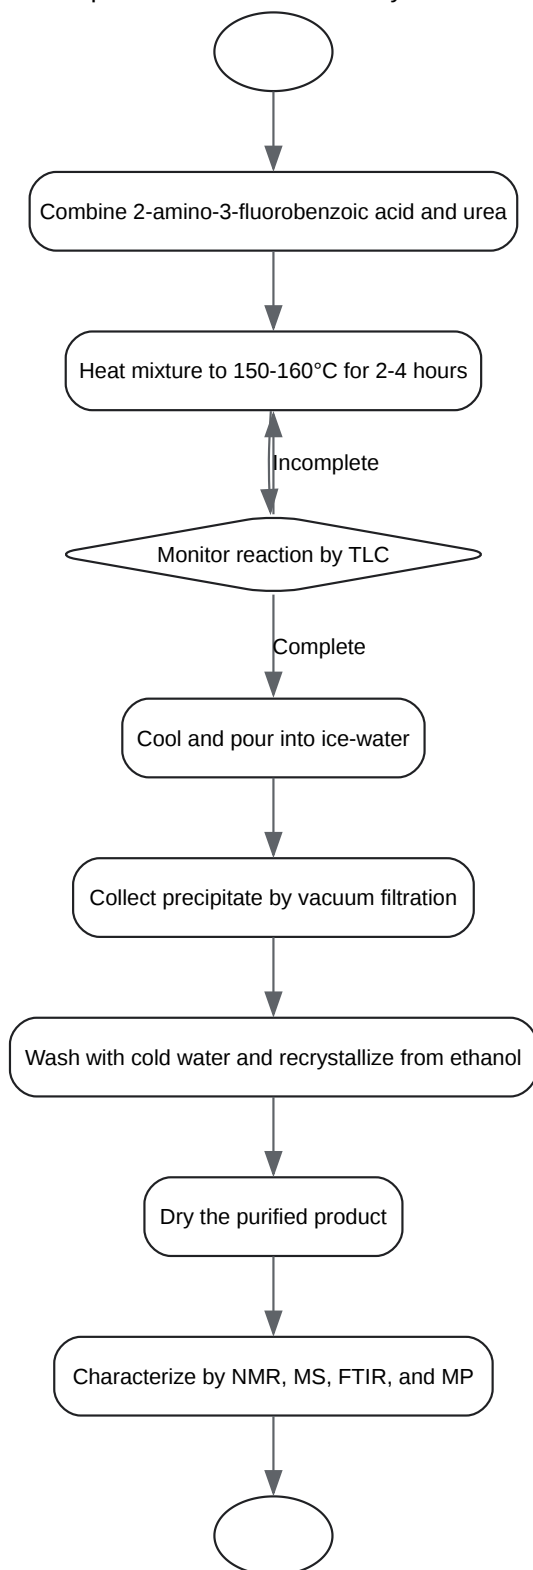 Combine 2-amino-3-fluorobenzoic acid and urea
Heat mixture to 150-160°C for 2-4 hours
Incomplete
Monitor reaction by TLC
Complete
Cool and pour into ice-water
Collect precipitate by vacuum filtration
Wash with cold water and recrystallize from ethanol
Dry the purified product
Characterize by NMR, MS, FTIR, and MP